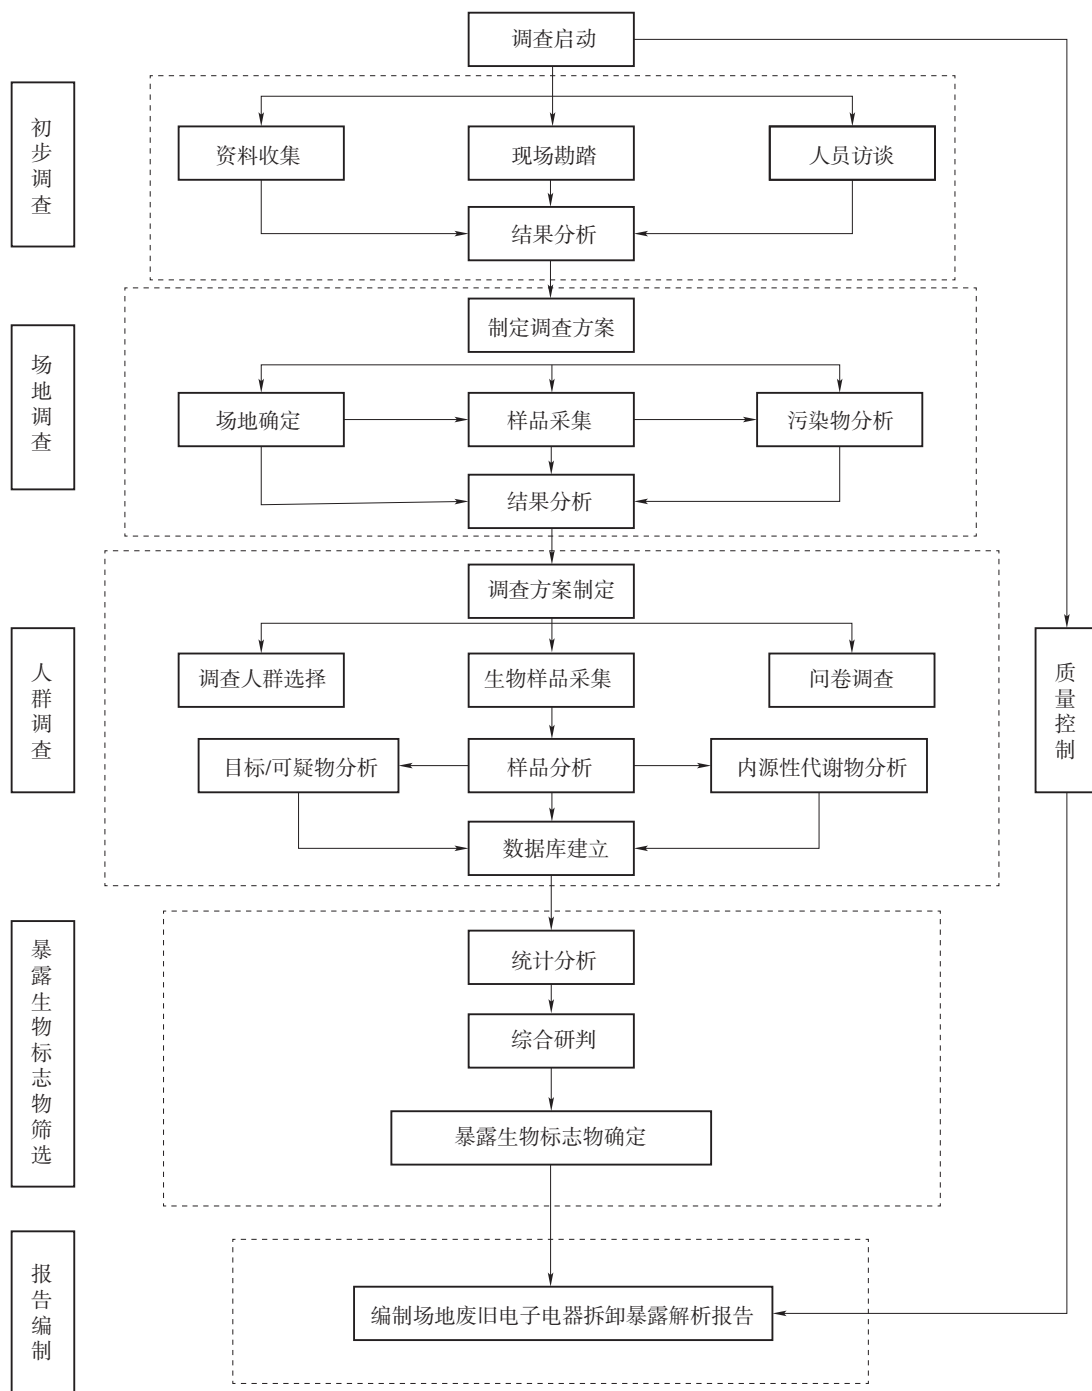 调查启动
初步调查
资料收集
现场勘踏
人员访谈
结果分析
场地调查
制定调查方案
场地确定
样品采集
污染物分析
结果分析
人群调查
调查方案制定
调查人群选择
生物样品采集
问卷调查
目标/可疑物分析
样品分析
内源性代谢物分析
数据库建立
质量控制
暴露生物标志物筛选
统计分析
综合研判
暴露生物标志物确定
报告编制
编制场地废旧电子电器拆卸暴露解析报告